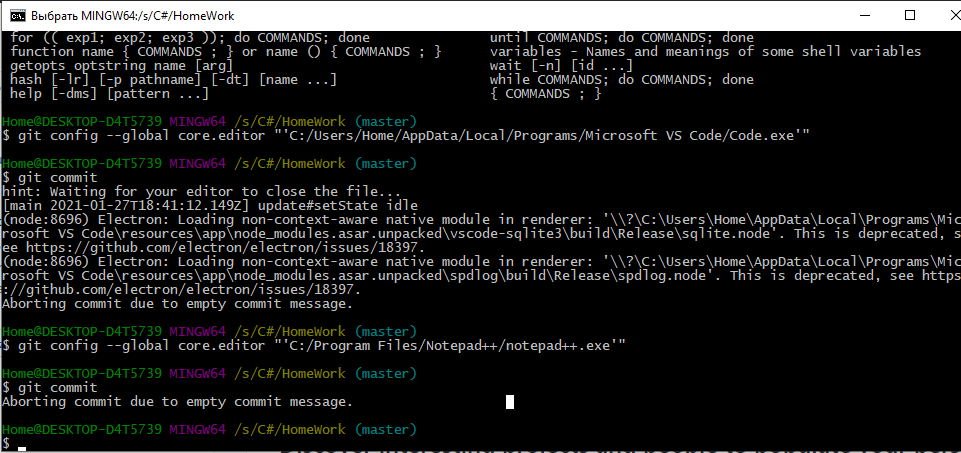 Выбрать MINGW64:/s/C#/HomeWork
for (( exp1; exp2; exp3 )); do COMMANDS; done until COMMANDS; do COMMANDS; done
function name { COMMANDS ; } or name () { COMMANDS ; } variables - Names and meanings of some shell variables
getopts optstring name [arg] wait [-n] [id ...]
hash [-lr] [-p pathname] [-dt] [name ...] while COMMANDS; do COMMANDS; done
help [-dms] [pattern ...] { COMMANDS ; }
Home@DESKTOP-D4T5739 MINGW64 /s/C#/HomeWork (master)
$ git config --global core.editor "'C:/Users/Home/AppData/Local/Programs/Microsoft VS Code/Code.exe'"
Home@DESKTOP-D4T5739 MINGW64 /s/C#/HomeWork (master)
$ git commit
hint: Waiting for your editor to close the file...
[main 2021-01-27T18:41:12.149Z] update#setState idle
(node:8696) Electron: Loading non-context-aware native module in renderer: '\\?\C:\Users\Home\AppData\Local\Programs\Mic
rosoft VS Code\resources\app\node_modules.asar.unpacked\vscode-sqlite3\build\Release\sqlite.node'. This is deprecated, s
ee https://github.com/electron/electron/issues/18397.
(node:8696) Electron: Loading non-context-aware native module in renderer: '\\?\C:\Users\Home\AppData\Local\Programs\Mic
rosoft VS Code\resources\app\node_modules.asar.unpacked\spdlog\build\Release\spdlog.node'. This is deprecated, see https
://github.com/electron/electron/issues/18397.
Aborting commit due to empty commit message.
Home@DESKTOP-D4T5739 MINGW64 /s/C#/HomeWork (master)
$ git config --global core.editor "'C:/Program Files/Notepad++/notepad++.exe'"
Home@DESKTOP-D4T5739 MINGW64 /s/C#/HomeWork (master)
$ git commit
Aborting commit due to empty commit message.
Home@DESKTOP-D4T5739 MINGW64 /s/C#/HomeWork (master)
$